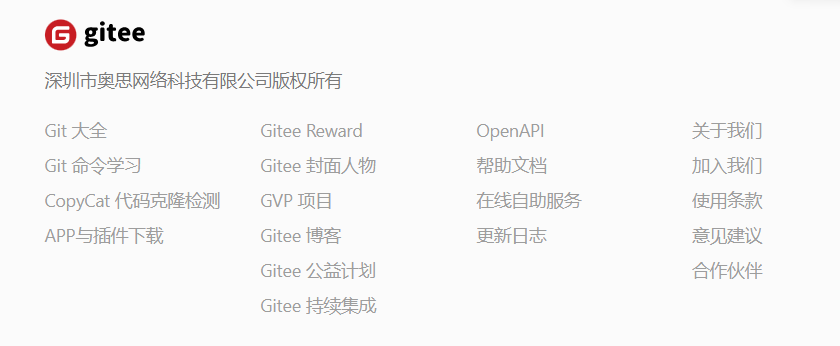 gitee
深圳市奥思网络科技有限公司版权所有
Git 大全
Git 命令学习
CopyCat 代码克隆检测
APP与插件下载
Gitee Reward
Gitee 封面人物
GVP 项目
Gitee 博客
Gitee 公益计划
Gitee 持续集成
OpenAPI
帮助文档
在线自助服务
更新日志
关于我们
加入我们
使用条款
意见建议
合作伙伴